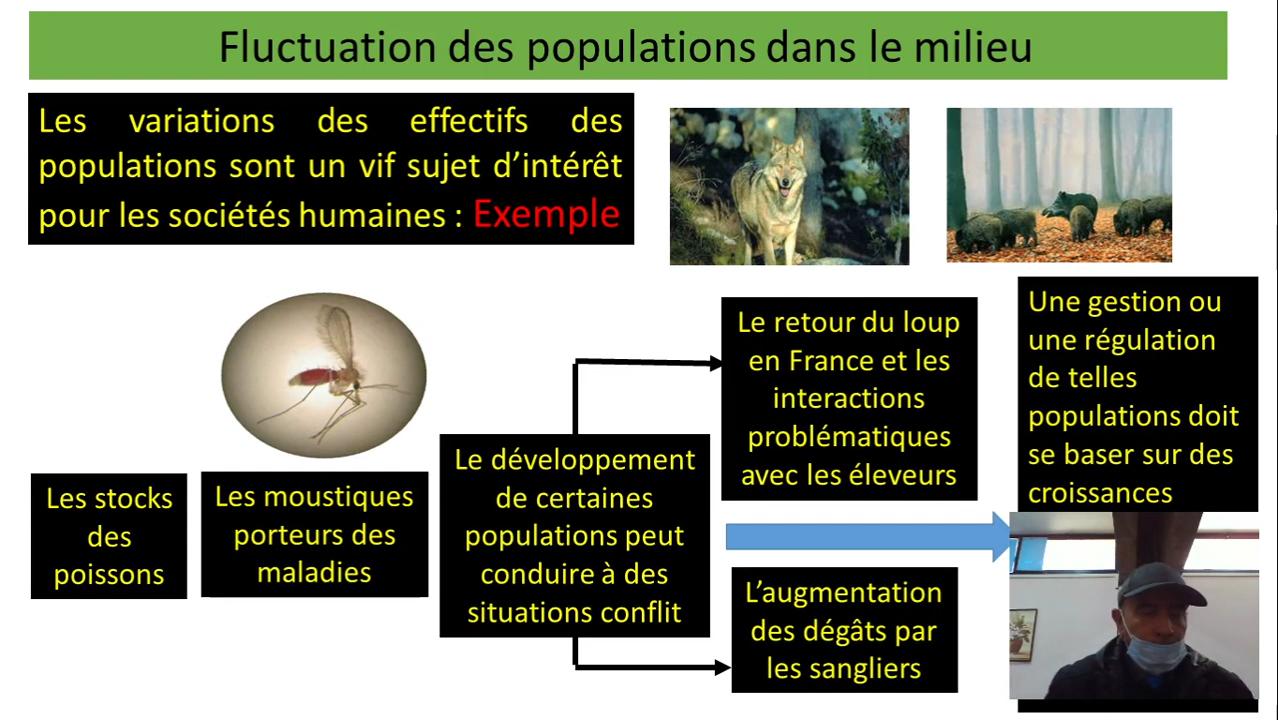 Fluctuation des populations dans le milieu
Les variations des effectifs des
populations sont un vif sujet d’intérêt
pour les sociétés humaines : Exemple
Les stocks
des
poissons
Les moustiques
porteurs des
maladies
Le développement
de certaines
populations peut
conduire à des
situations conflit
Le retour du loup
en France et les
interactions
problématiques
avec les éleveurs
L’augmentation
des dégâts par
les sangliers
Une gestion ou
une régulation
de telles
populations doit
se baser sur des
croissances